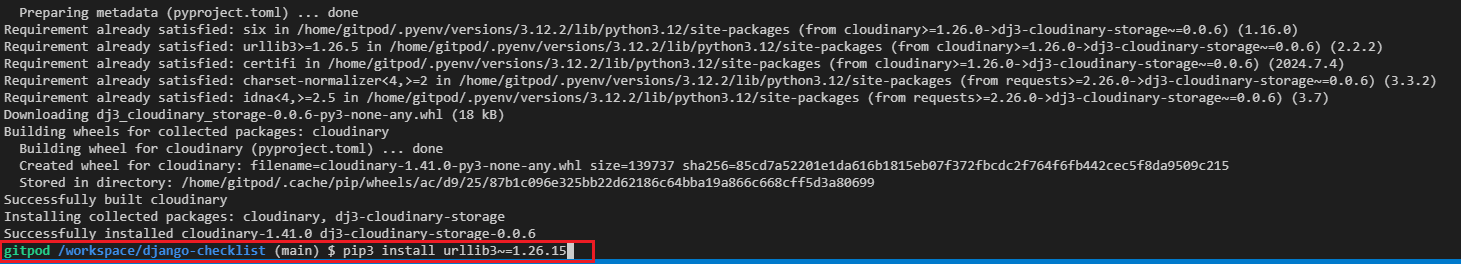 Preparing metadata (pyproject.toml) ... done
Requirement already satisfied: six in /home/gitpod/.pyenv/versions/3.12.2/lib/python3.12/site-packages (from cloudinary>=1.26.0->dj3-cloudinary-storage~=0.0.6) (1.16.0)
Requirement already satisfied: urllib3>=1.26.5 in /home/gitpod/.pyenv/versions/3.12.2/lib/python3.12/site-packages (from cloudinary>=1.26.0->dj3-cloudinary-storage~=0.0.6) (2.2.2)
Requirement already satisfied: certifi in /home/gitpod/.pyenv/versions/3.12.2/lib/python3.12/site-packages (from cloudinary>=1.26.0->dj3-cloudinary-storage~=0.0.6) (2024.7.4)
Requirement already satisfied: charset-normalizer<4,>=2 in /home/gitpod/.pyenv/versions/3.12.2/lib/python3.12/site-packages (from requests>=2.26.0->dj3-cloudinary-storage~=0.0.6) (3.3.2)
Requirement already satisfied: idna<4,>=2.5 in /home/gitpod/.pyenv/versions/3.12.2/lib/python3.12/site-packages (from requests>=2.26.0->dj3-cloudinary-storage~=0.0.6) (3.7)
Downloading dj3_cloudinary_storage-0.0.6-py3-none-any.whl (18 kB)
Building wheels for collected packages: cloudinary
Building wheel for cloudinary (pyproject.toml) ... done
Created wheel for cloudinary: filename=cloudinary-1.41.0-py3-none-any.whl size=139737 sha256=85cd7a52201e1da616b1815eb07f372fbcdc2f764f6fb442cec5f8da9509c215
Stored in directory: /home/gitpod/.cache/pip/wheels/ac/d9/25/87b1c096e325bb22d62186c64bba19a866c668cff5d3a80699
Successfully built cloudinary
Installing collected packages: cloudinary, dj3-cloudinary-storage
Successfully installed cloudinary-1.41.0 dj3-cloudinary-storage-0.0.6
gitpod /workspace/django-checklist (main) $ pip3 install urllib3~=1.26.15